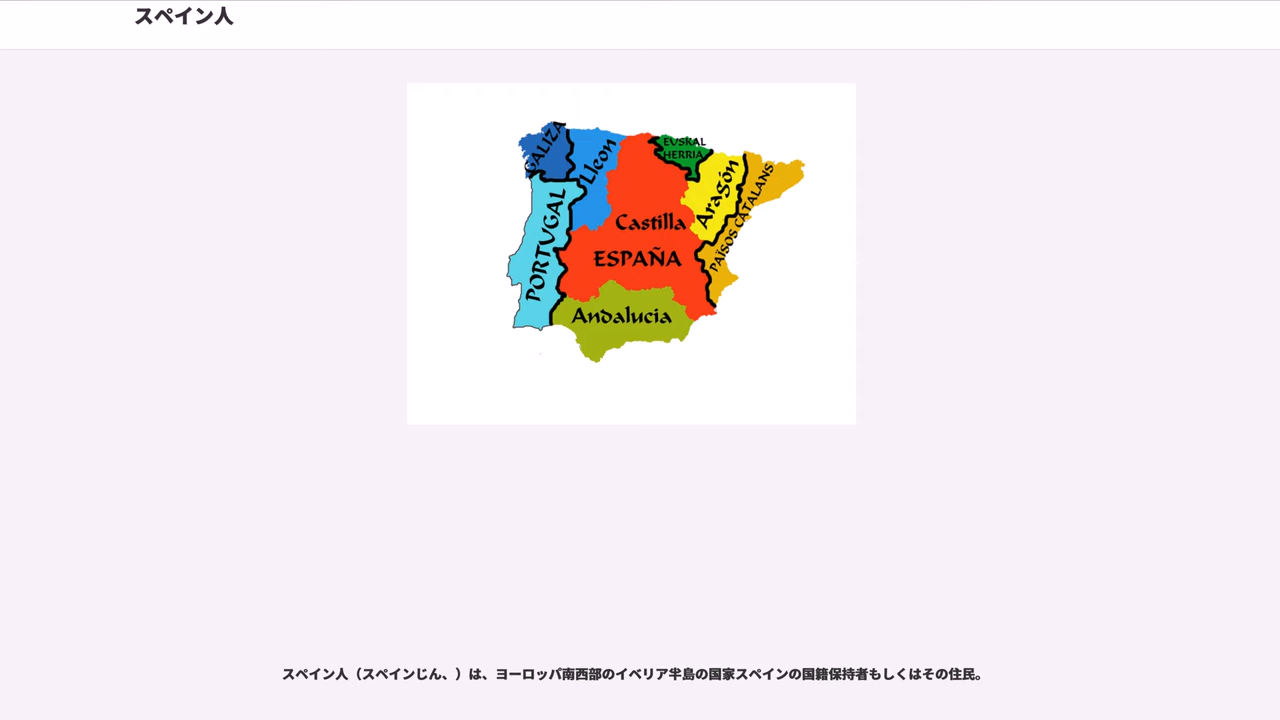 スペイン人
GALIZA
Lleon
EUSKAL
HERRIA
Aragón
PAÏSOS CATALANS
PORTUGAL
Castilla
ESPAÑA
Andalucia
スペイン人（スペインじん、）は、ヨーロッパ南西部のイベリア半島の国家スペインの国籍保持者もしくはその住民。